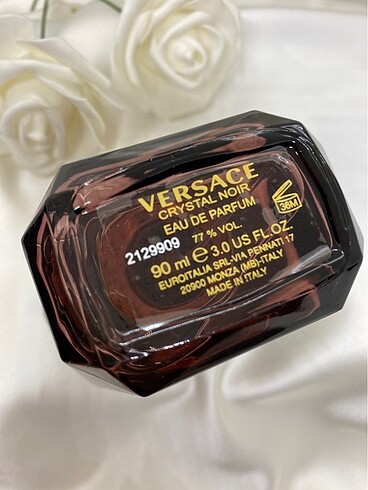 VERSACE
CRYSTAL NOIR
EAU DE PARFUM
36M
2129909
77 % VOL.
90 ml ℮ 3.0 US FL.OZ.
EUROITALIA SRL-VIA PENNATI 17
20900 MONZA (MB)-ITALY
MADE IN ITALY